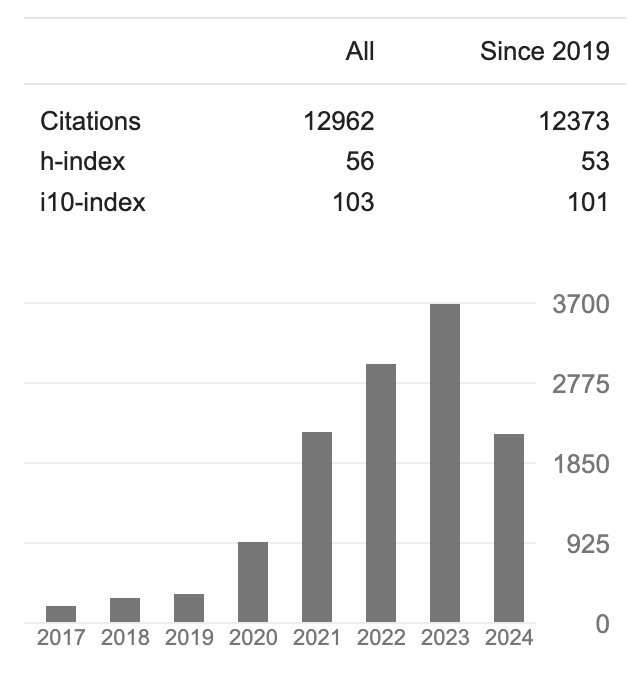 All Since 2019
Citations 12962 12373
h-index 56 53
i10-index 103 101
3700
2775
1850
925
0
2017 2018 2019 2020 2021 2022 2023 2024